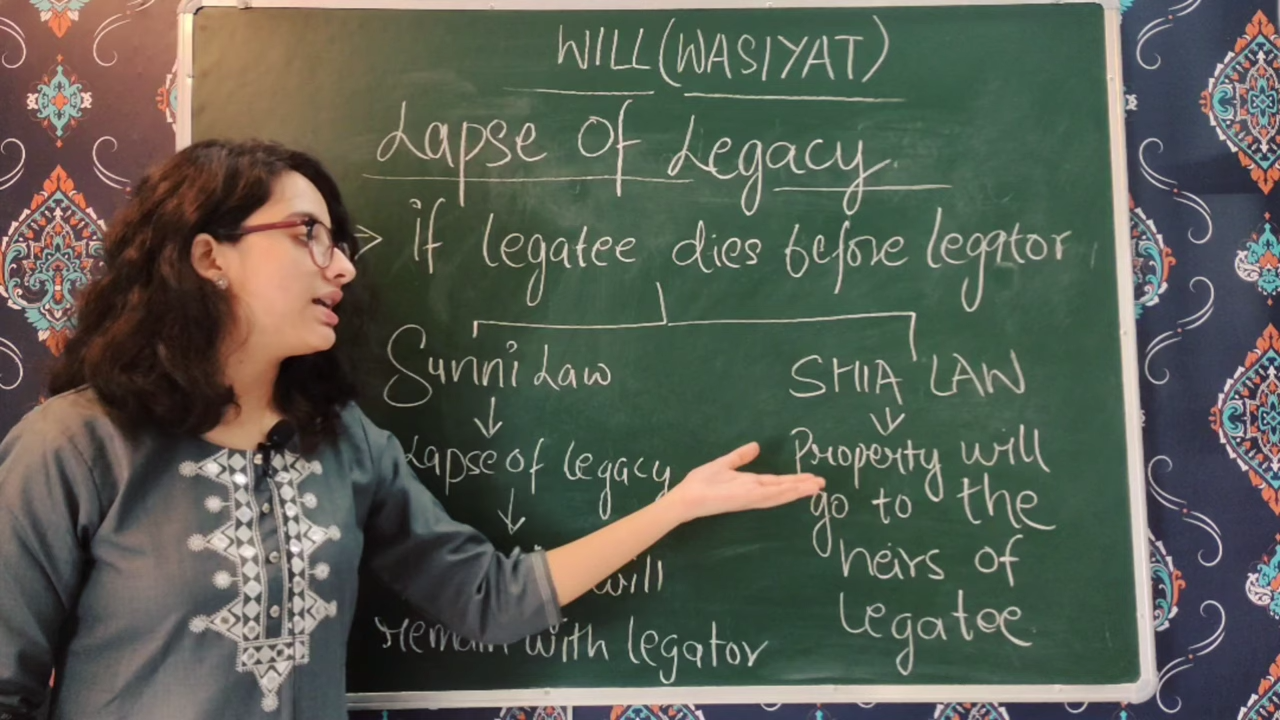 WILL (WASIYAT)
Lapse Of Legacy.
> if legatee dies before legator
Sunni Law
SHIA LAW
↓
↓
Lapse of legacy
Property will
go to the
↓
heirs of
will
Legatee
remain with legator